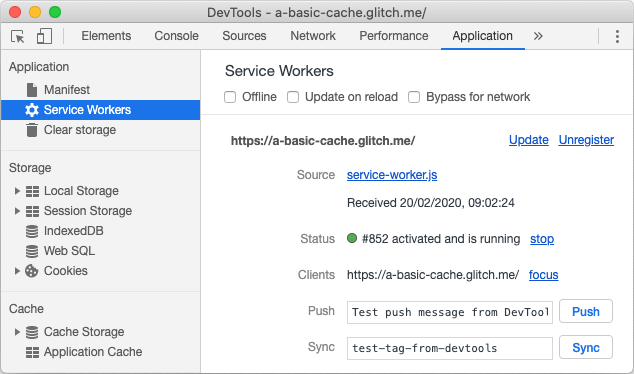 DevTools - a-basic-cache.glitch.me/
Elements Console Sources Network Performance Application »
Application
Manifest
Service Workers
Clear storage
Storage
Local Storage
Session Storage
IndexedDB
Web SQL
Cookies
Cache
Cache Storage
Application Cache
Service Workers
Offline Update on reload Bypass for network
https://a-basic-cache.glitch.me/ Update Unregister
Source service-worker.js
Received 20/02/2020, 09:02:24
Status #852 activated and is running stop
Clients https://a-basic-cache.glitch.me/ focus
Push Test push message from DevTool Push
Sync test-tag-from-devtools Sync